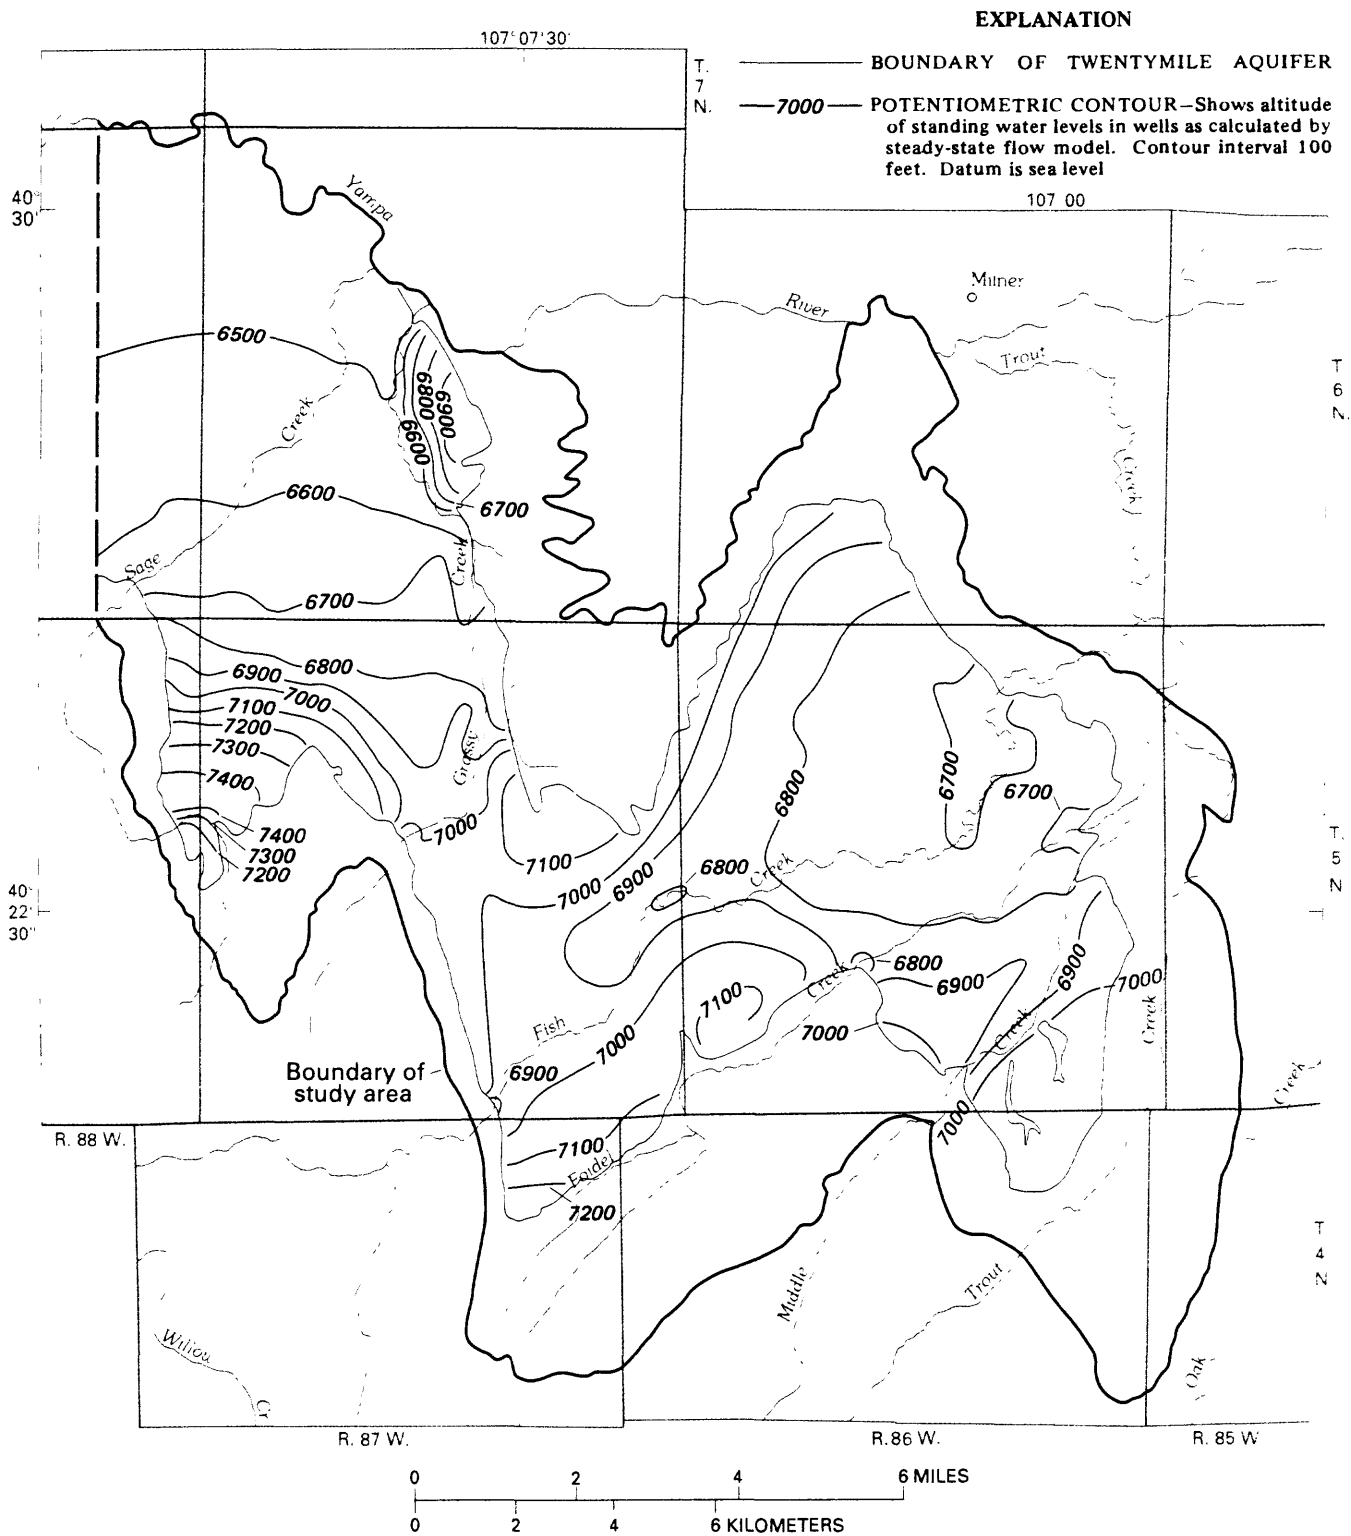 EXPLANATION
BOUNDARY OF TWENTYMILE AQUIFER
—7000— POTENTIOMETRIC CONTOUR—Shows altitude
of standing water levels in wells as calculated by
steady-state flow model. Contour interval 100
feet. Datum is sea level
107°07'30"
T.
7
N.
40°
30'
107 00
Yampa
River
Milner
Trout
Creek
T
6
N.
6500
Creek
6800
6900
6600
6600
6700
Sage
Creek
6700
6800
6900
7000
7100
7200
7300
7400
Grassy
7400
7300
7200
7000
7100
7000
6900
6800
Creek
6800
6700
6700
T.
5
N
40°
22'
30"
6800
6900
6900
7000
7100
Creek
7000
Creek
Creek
Creek
Fish
7000
6900
Boundary of
study area
7000
7100
Foidel
7200
R. 88 W.
T
4
N
Middle
Trout
Oak
Willou
Cr
R. 87 W.
R. 86 W.
R. 85 W
0 2 4 6 MILES
0 2 4 6 KILOMETERS